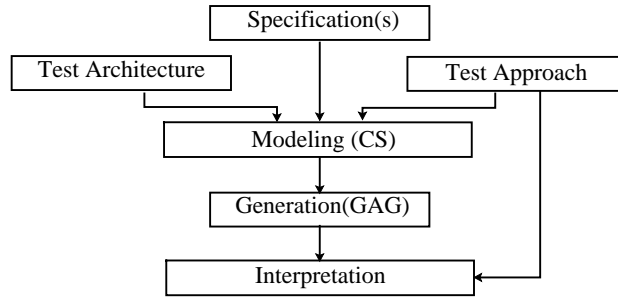 Specification(s)
Test Architecture
Test Approach
Modeling (CS)
Generation(GAG)
Interpretation